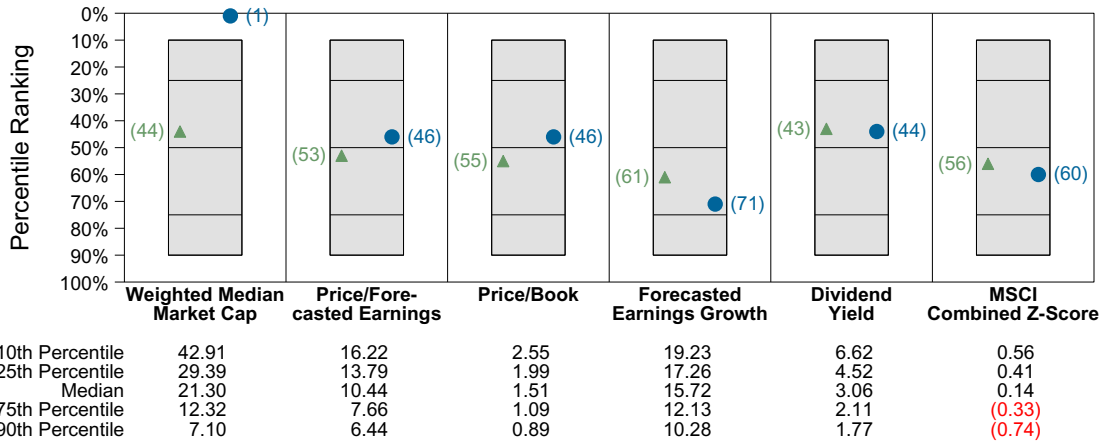 Percentile Ranking
0%
10%
20%
30%
40%
50%
60%
70%
80%
90%
100%
(44)
(1)
(53)
(46)
(55)
(46)
(61)
(71)
(43)
(44)
(56)
(60)
Weighted Median
Market Cap
Price/Fore-
casted Earnings
Price/Book
Forecasted
Earnings Growth
Dividend
Yield
MSCI
Combined Z-Score
10th Percentile 42.91 16.22 2.55 19.23 6.62 0.56
25th Percentile 29.39 13.79 1.99 17.26 4.52 0.41
Median 21.30 10.44 1.51 15.72 3.06 0.14
75th Percentile 12.32 7.66 1.09 12.13 2.11 (0.33)
90th Percentile 7.10 6.44 0.89 10.28 1.77 (0.74)